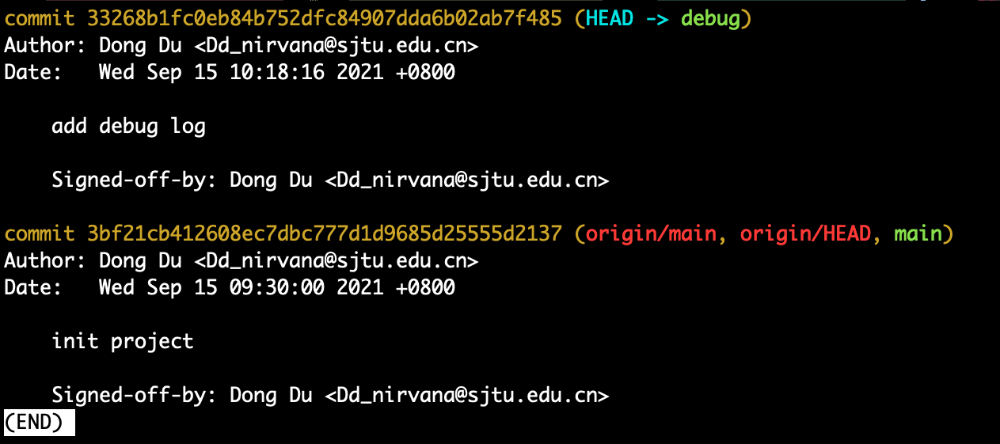 commit 33268b1fc0eb84b752dfc84907dda6b02ab7f485 (HEAD -> debug)
Author: Dong Du <Dd_nirvana@sjtu.edu.cn>
Date:   Wed Sep 15 10:18:16 2021 +0800
    add debug log
    Signed-off-by: Dong Du <Dd_nirvana@sjtu.edu.cn>
commit 3bf21cb412608ec7dbc777d1d9685d25555d2137 (origin/main, origin/HEAD, main)
Author: Dong Du <Dd_nirvana@sjtu.edu.cn>
Date:   Wed Sep 15 09:30:00 2021 +0800
    init project
    Signed-off-by: Dong Du <Dd_nirvana@sjtu.edu.cn>
(END)